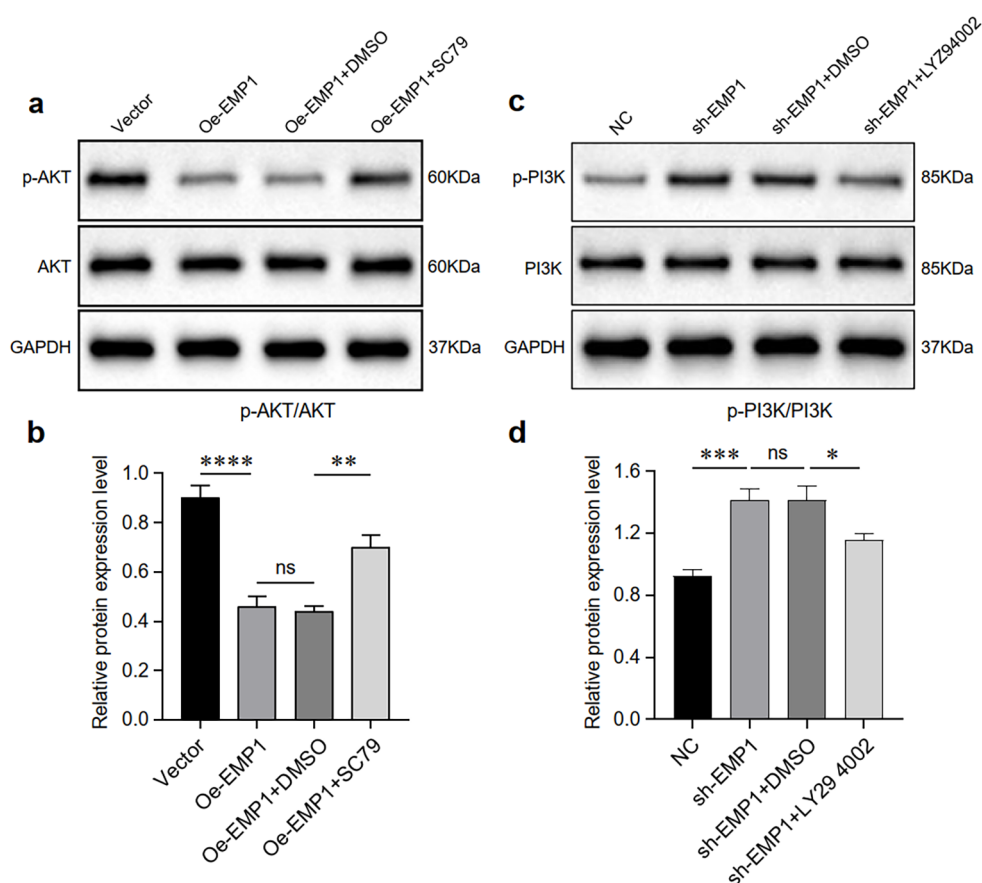 a
Vector
Oe-EMP1
Oe-EMP1+DMSO
Oe-EMP1+SC79
p-AKT
60KDa
AKT
60KDa
GAPDH
37KDa
c
NC
sh-EMP1
sh-EMP1+DMSO
sh-EMP1+LYZ94002
p-PI3K
85KDa
PI3K
85KDa
GAPDH
37KDa
b
p-AKT/AKT
Relative protein expression level
1.0
0.8
0.6
0.4
0.2
0.0
****
ns
**
Vector
Oe-EMP1
Oe-EMP1+DMSO
Oe-EMP1+SC79
d
p-PI3K/PI3K
Relative protein expression level
1.6
1.2
0.8
0.4
0.0
***
ns
*
NC
sh-EMP1
sh-EMP1+DMSO
sh-EMP1+LY29 4002